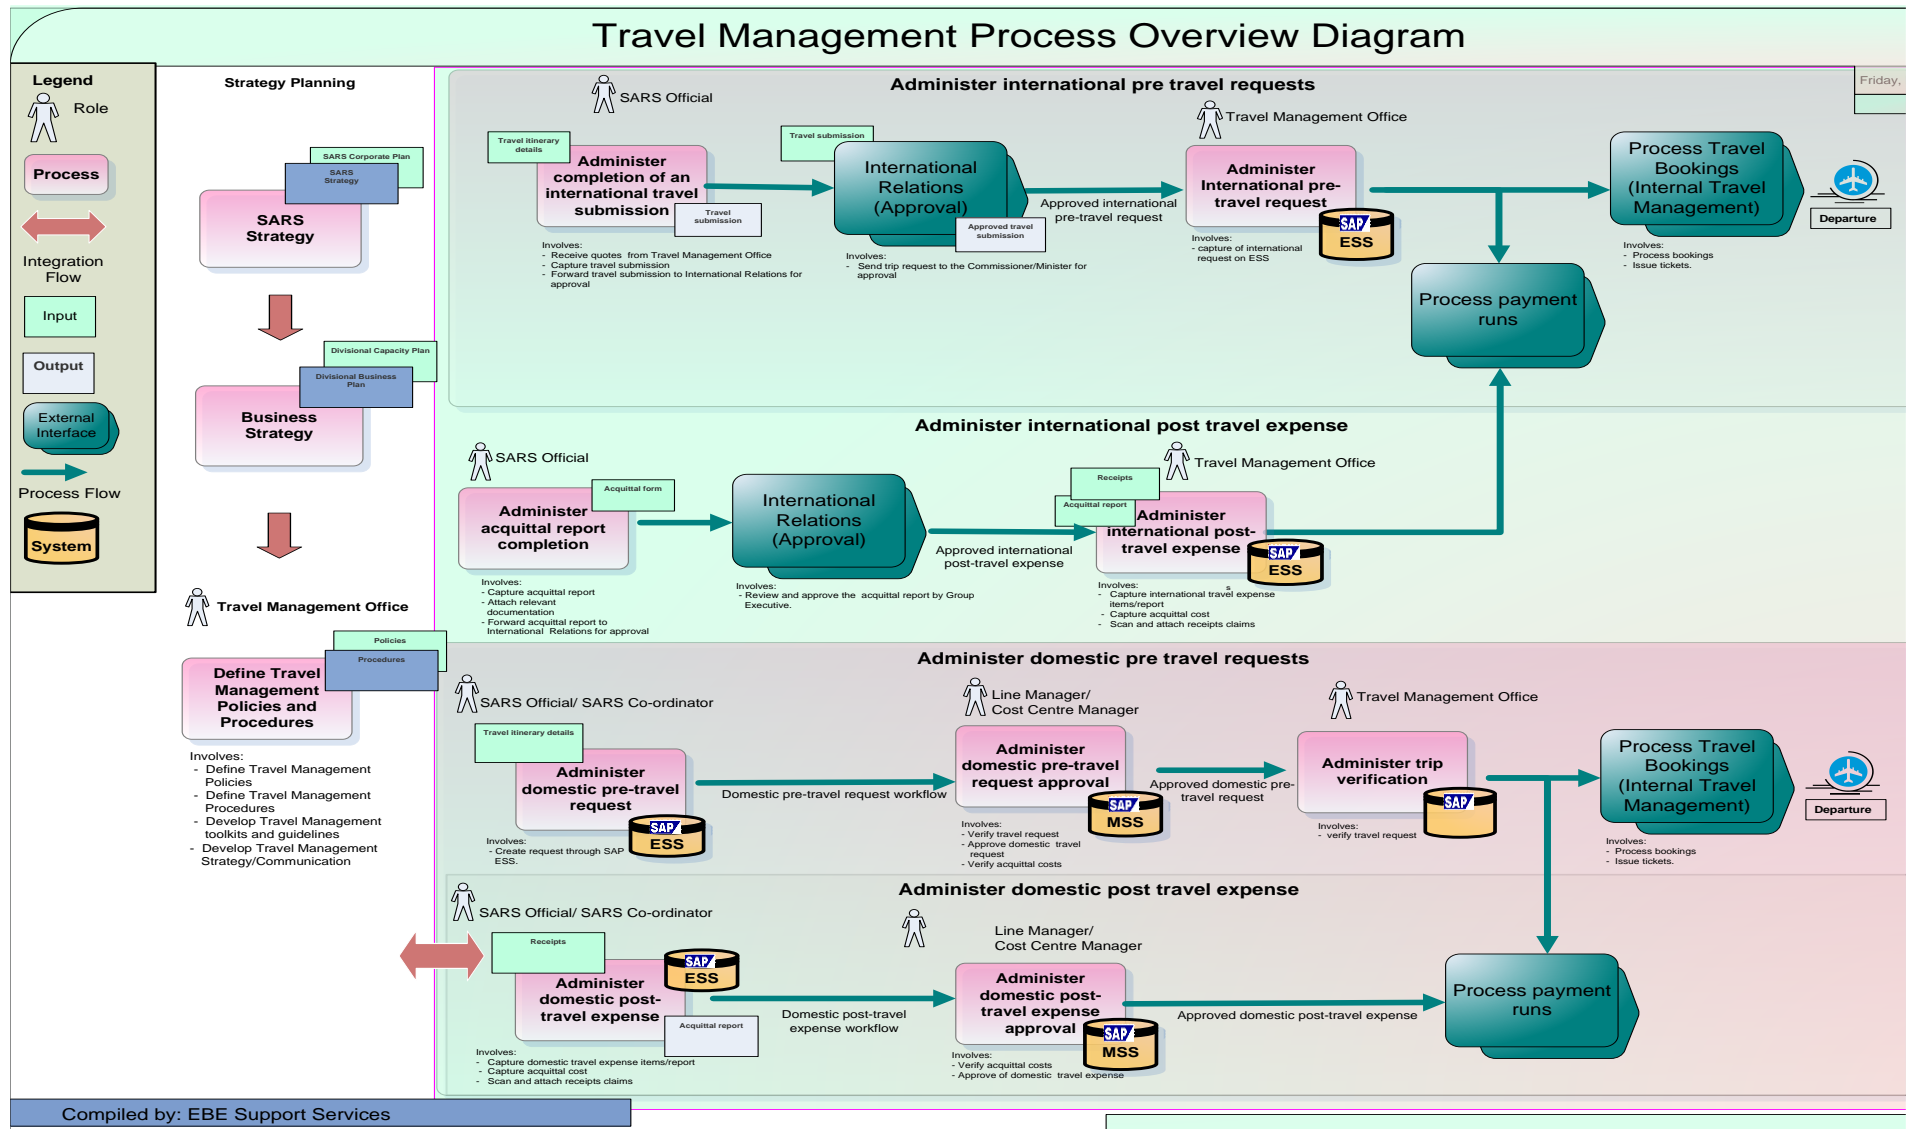 Travel Management Process Overview Diagram
Friday,
Legend
Role
Process
Integration
Flow
Input
Output
External
Interface
Process Flow
System
Strategy Planning
SARS Corporate Plan
SARS
Strategy
SARS
Strategy
Divisional Capacity Plan
Divisional Business
Plan
Business
Strategy
Travel Management Office
Policies
Procedures
Define Travel
Management
Policies and
Procedures
Involves:
- Define Travel Management
Policies
- Define Travel Management
Procedures
- Develop Travel Management
toolkits and guidelines
- Develop Travel Management
Strategy/Communication
Administer international pre travel requests
SARS Official
Travel itinerary
details
Administer
completion of an
international travel
submission
Travel
submission
Involves:
- Receive quotes from Travel Management Office
- Capture travel submission
- Forward travel submission to International Relations for
approval
Travel submission
International
Relations
(Approval)
Approved travel
submission
Involves:
- Send trip request to the Commissioner/Minister for
approval
Approved international
pre-travel request
Travel Management Office
Administer
International pre-
travel request
SAP
ESS
Involves:
- capture of international
request on ESS
Process Travel
Bookings
(Internal Travel
Management)
Involves:
- Process bookings
- Issue tickets.
Departure
Process payment
runs
Administer international post travel expense
SARS Official
Acquittal form
Administer
acquittal report
completion
Involves:
- Capture acquittal report
- Attach relevant
documentation
- Forward acquittal report to
International Relations for approval
International
Relations
(Approval)
Involves:
- Review and approve the acquittal report by Group
Executive.
Approved international
post-travel expense
Travel Management Office
Receipts
Acquittal report
Administer
international post-
travel expense
SAP
ESS
Involves:
s
- Capture international travel expense
items/report
- Capture acquittal cost
- Scan and attach receipts claims
Administer domestic pre travel requests
SARS Official/ SARS Co-ordinator
Travel itinerary details
Administer
domestic pre-travel
request
SAP
ESS
Involves:
- Create request through SAP
ESS.
Domestic pre-travel request workflow
Line Manager/
Cost Centre Manager
Administer
domestic pre-travel
request approval
SAP
MSS
Involves:
- Verify travel request
- Approve domestic travel
request
- Verify acquittal costs
Approved domestic pre-
travel request
Travel Management Office
Administer trip
verification
SAP
Involves:
- verify travel request
Process Travel
Bookings
(Internal Travel
Management)
Involves:
- Process bookings
- Issue tickets.
Departure
Administer domestic post travel expense
SARS Official/ SARS Co-ordinator
Receipts
SAP
ESS
Administer
domestic post-
travel expense
Acquittal report
Involves:
- Capture domestic travel expense items/report
- Capture acquittal cost
- Scan and attach receipts claims
Domestic post-travel
expense workflow
Line Manager/
Cost Centre Manager
Administer
domestic post-
travel expense
approval
SAP
MSS
Involves:
- Verify acquittal costs
- Approve of domestic travel expense
Approved domestic post-travel expense
Process payment
runs
Compiled by: EBE Support Services